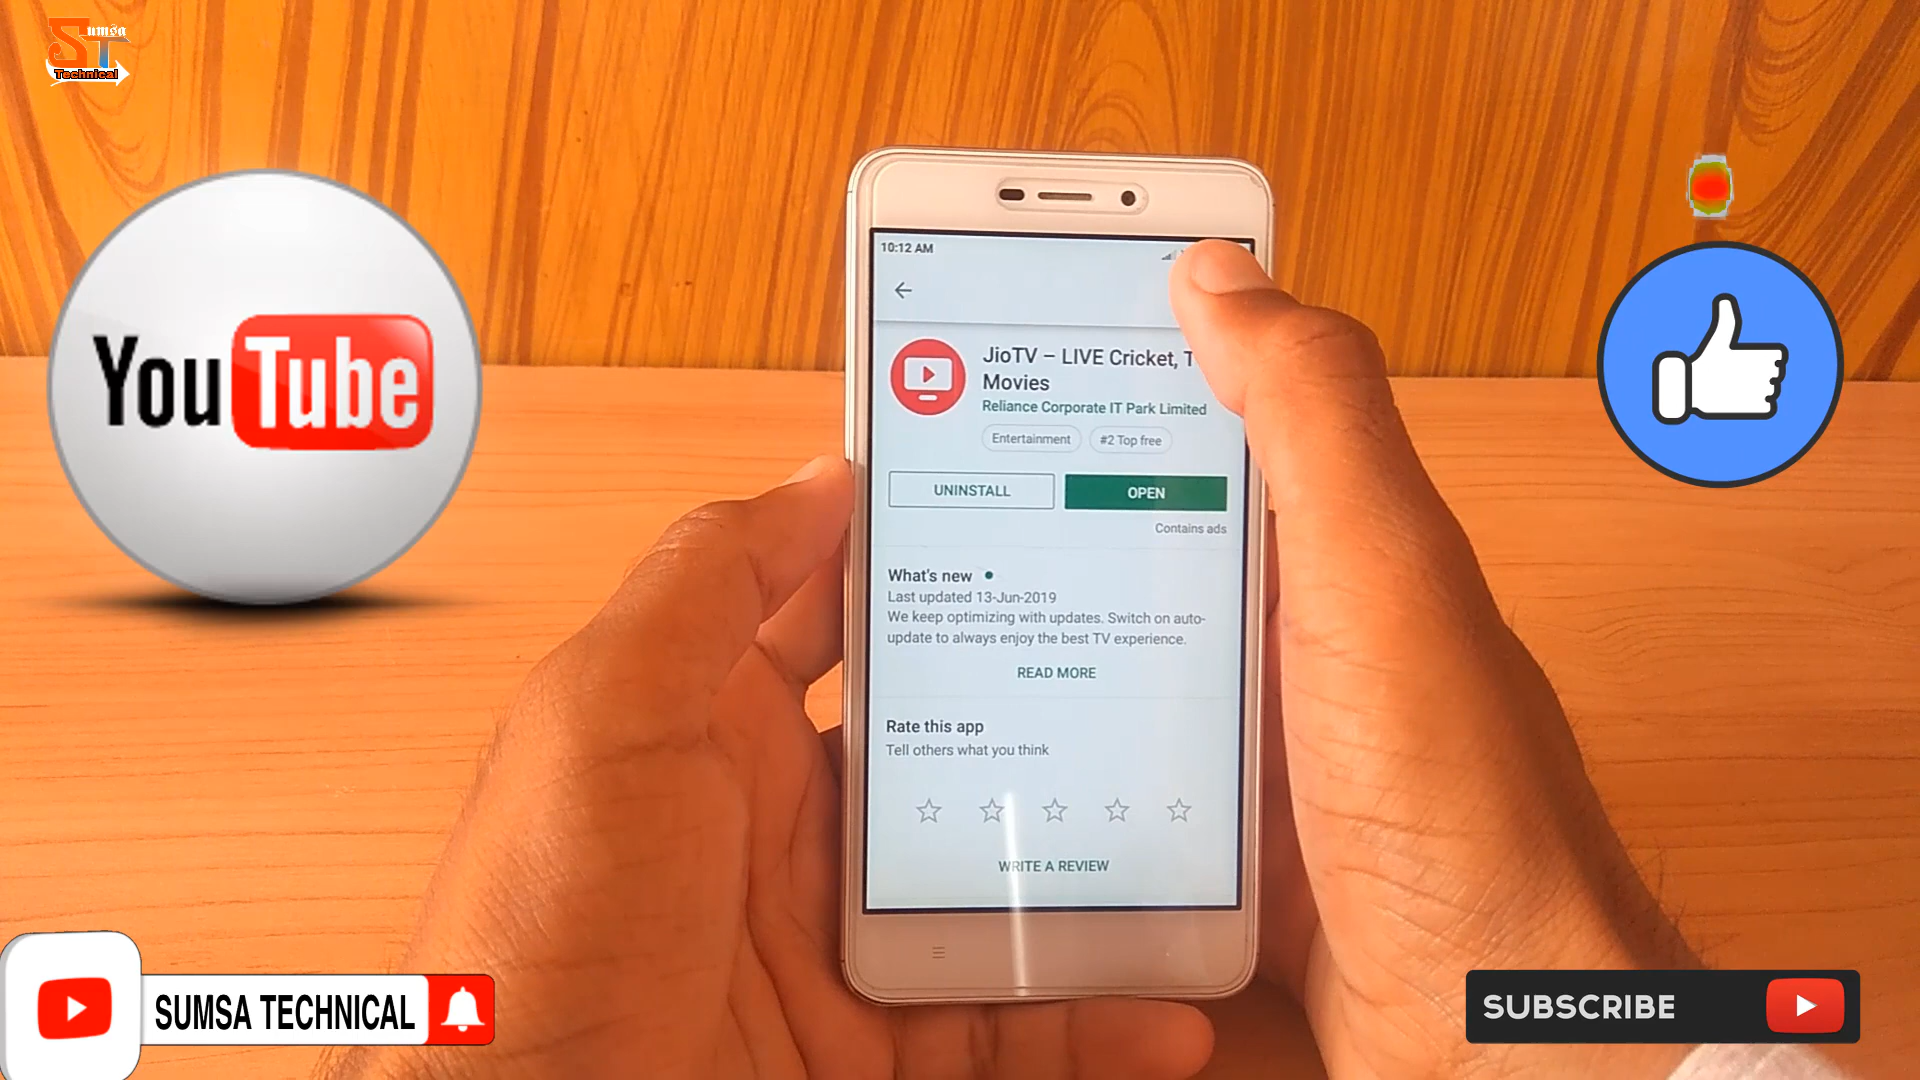 Sumsa
ST
Technical
YouTube
10:12 AM
JioTV – LIVE Cricket, T
Movies
Reliance Corporate IT Park Limited
Entertainment
#2 Top free
UNINSTALL
OPEN
Contains ads
What's new
Last updated 13-Jun-2019
We keep optimizing with updates. Switch on auto-
update to always enjoy the best TV experience.
READ MORE
Rate this app
Tell others what you think
WRITE A REVIEW
SUMSA TECHNICAL
SUBSCRIBE